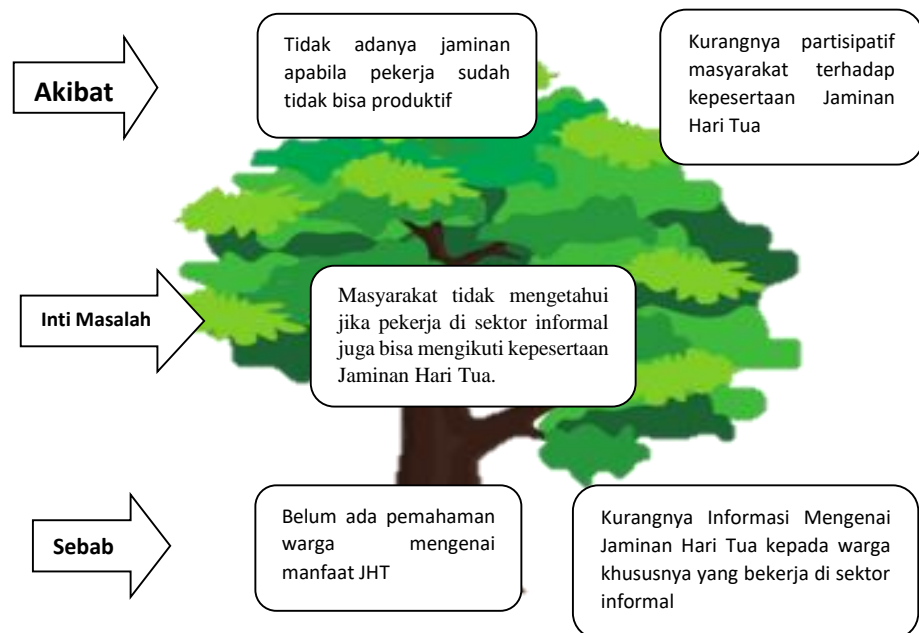 Akibat
Tidak adanya jaminan
apabila pekerja sudah
tidak bisa produktif
Kurangnya partisipatif
masyarakat terhadap
kepesertaan Jaminan
Hari Tua
Inti Masalah
Masyarakat tidak mengetahui
jika pekerja di sektor informal
juga bisa mengikuti kepesertaan
Jaminan Hari Tua.
Sebab
Belum ada pemahaman
warga mengenai
manfaat JHT
Kurangnya Informasi Mengenai
Jaminan Hari Tua kepada warga
khususnya yang bekerja di sektor
informal